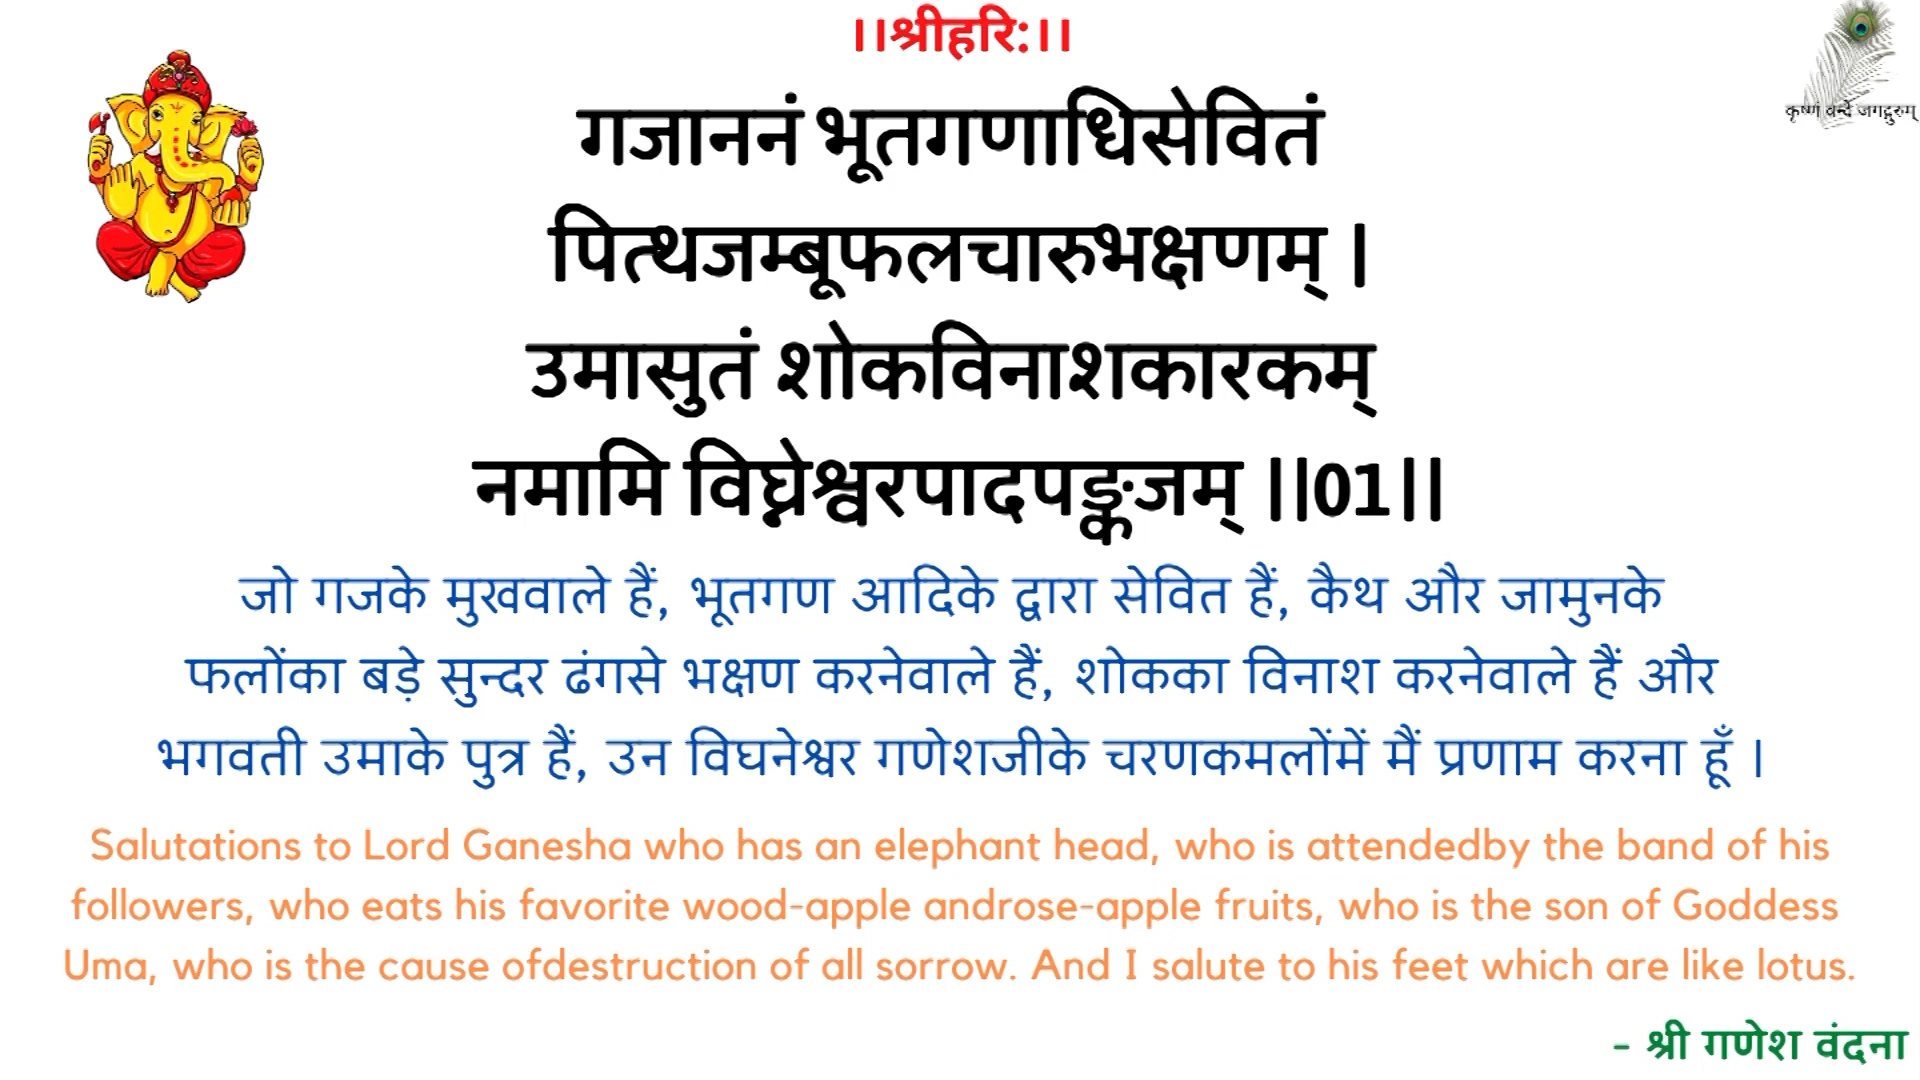 ।।श्रीहरि:।।
कृष्णं वन्दे जगद्गुरुम्
गजाननं भूतगणाधिसेवितं
पित्थजम्बूफलचारुभक्षणम् |
उमासुतं शोकविनाशकारकम्
नमामि विघ्नेश्वरपादपङ्कजम् ||01||
जो गजके मुखवाले हैं, भूतगण आदिके द्वारा सेवित हैं, कैथ और जामुनके
फलोंका बड़े सुन्दर ढंगसे भक्षण करनेवाले हैं, शोकका विनाश करनेवाले हैं और
भगवती उमाके पुत्र हैं, उन विघनेश्वर गणेशजीके चरणकमलोंमें मैं प्रणाम करना हूँ |
Salutations to Lord Ganesha who has an elephant head, who is attendedby the band of his
followers, who eats his favorite wood-apple androse-apple fruits, who is the son of Goddess
Uma, who is the cause ofdestruction of all sorrow. And I salute to his feet which are like lotus.
- श्री गणेश वंदना